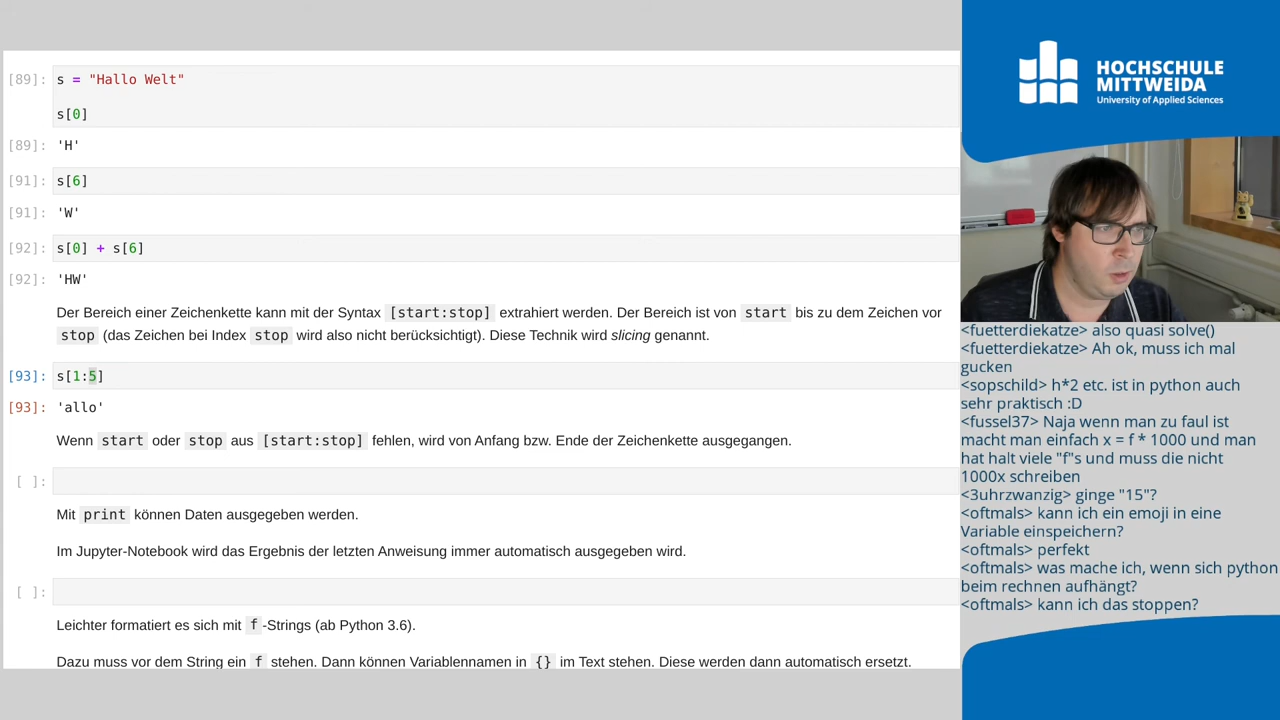 [89]: s = "Hallo Welt"
s[0]
[89]: 'H'
[91]: s[6]
[91]: 'W'
[92]: s[0] + s[6]
[92]: 'HW'
Der Bereich einer Zeichenkette kann mit der Syntax [start:stop] extrahiert werden. Der Bereich ist von start bis zu dem Zeichen vor
stop (das Zeichen bei Index stop wird also nicht berücksichtigt). Diese Technik wird slicing genannt.
[93]: s[1:5]
[93]: 'allo'
Wenn start oder stop aus [start:stop] fehlen, wird von Anfang bzw. Ende der Zeichenkette ausgegangen.
[ ]:
Mit print können Daten ausgegeben werden.
Im Jupyter-Notebook wird das Ergebnis der letzten Anweisung immer automatisch ausgegeben wird.
[ ]:
Leichter formatiert es sich mit f -Strings (ab Python 3.6).
Dazu muss vor dem String ein f stehen. Dann können Variablennamen in {} im Text stehen. Diese werden dann automatisch ersetzt.
HOCHSCHULE
MITTWEIDA
University of Applied Sciences
<fuetterdiekatze> also quasi solve()
<fuetterdiekatze> Ah ok, muss ich mal
gucken
<sopschild> h*2 etc. ist in python auch
sehr praktisch :D
<fussel37> Naja wenn man zu faul ist
macht man einfach x = f * 1000 und man
hat halt viele "f"s und muss die nicht
1000x schreiben
<3uhrzwanzig> ginge "15"?
<oftmals> kann ich ein emoji in eine
Variable einspeichern?
<oftmals> perfekt
<oftmals> was mache ich, wenn sich python
beim rechnen aufhängt?
<oftmals> kann ich das stoppen?